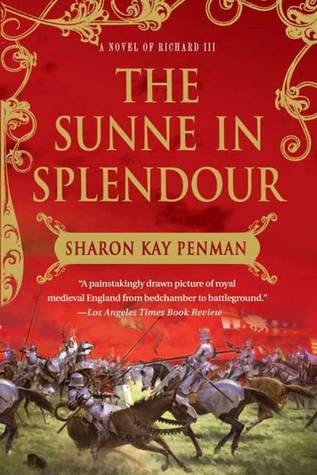 A NOVEL OF RICHARD III
THE
SUNNE IN
SPLENDOUR
SHARON KAY PENMAN
"A painstakingly drawn picture of royal
medieval England from bedchamber to battleground."
—Los Angeles Times Book Review